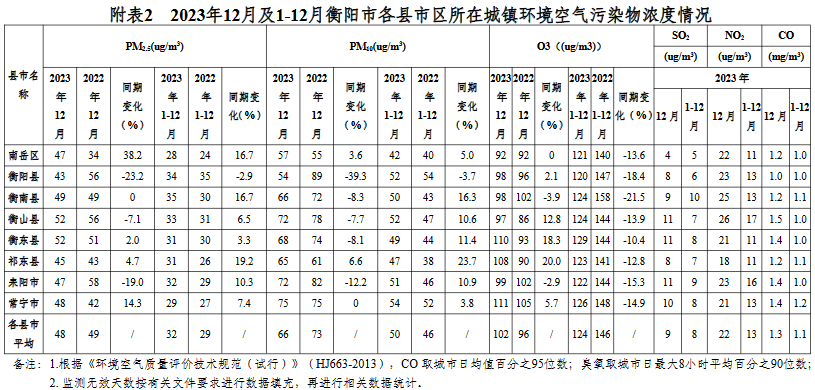 附表2 2023年12月及1-12月衡阳市各县市区所在城镇环境空气污染物浓度情况
县市名称 PM2.5(ug/m³) PM10(ug/m³) O3（(ug/m3)） SO2 (ug/m³) NO2 (ug/m³) CO (mg/m³)
2023年12月 2022年12月 同期变化（%） 2023年1-12月 2022年1-12月 同期变化(%) 2023年12月 2022年12月 同期变化（%） 2023年1-12月 2022年1-12月 同期变化(%) 2023年12月 2022年12月 同期变化（%） 2023年1-12月 2022年1-12月 同期变化（%） 2023年
12月 1-12月 12月 1-12月 12月 1-12月
南岳区 47 34 38.2 28 24 16.7 57 55 3.6 42 40 5.0 92 92 0 121 140 -13.6 4 5 22 11 1.2 1.0
衡阳县 43 56 -23.2 34 35 -2.9 54 89 -39.3 52 54 -3.7 98 96 2.1 120 147 -18.4 8 6 23 13 1.0 1.0
衡南县 49 49 0 35 30 16.7 66 72 -8.3 50 43 16.3 98 102 -3.9 124 158 -21.5 9 10 25 13 1.2 1.1
衡山县 52 56 -7.1 33 31 6.5 72 78 -7.7 52 47 10.6 97 86 12.8 124 144 -13.9 11 7 26 17 1.5 1.0
衡东县 52 51 2.0 31 30 3.3 68 74 -8.1 49 44 11.4 110 93 18.3 129 144 -10.4 11 8 21 11 1.4 1.0
祁东县 45 43 4.7 31 26 19.2 65 61 6.6 47 38 23.7 108 90 20.0 123 141 -12.8 8 7 18 11 1.2 1.1
耒阳市 47 58 -19.0 32 29 10.3 72 82 -12.2 51 46 10.9 99 102 -2.9 122 144 -15.3 11 9 23 16 1.4 1.0
常宁市 48 42 14.3 29 27 7.4 75 75 0 54 52 3.8 111 105 5.7 126 148 -14.9 10 8 21 13 1.4 1.2
各县市平均 48 49 / 32 29 / 66 73 / 50 46 / 102 96 / 124 146 / 9 8 22 13 1.3 1.1
备注：1.根据《环境空气质量评价技术规范（试行）》（HJ663-2013），CO取城市日均值百分之95位数；臭氧取城市日最大8小时平均百分之90位数；
2. 监测无效天数按有关文件要求进行数据填充，再进行相关数据统计。